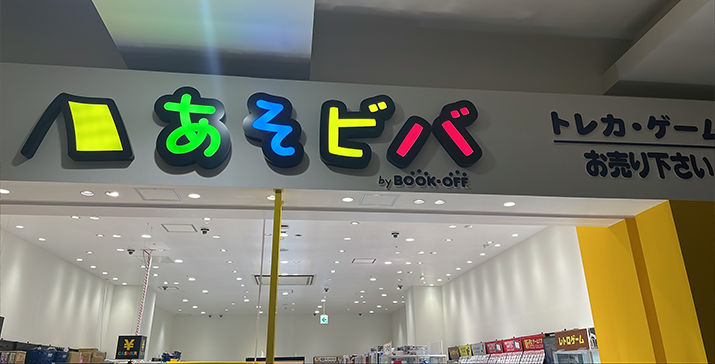 あそビバ
by BOOK・OFF
トレカ・ゲーム
お売り下さい
¥
レトロゲーム